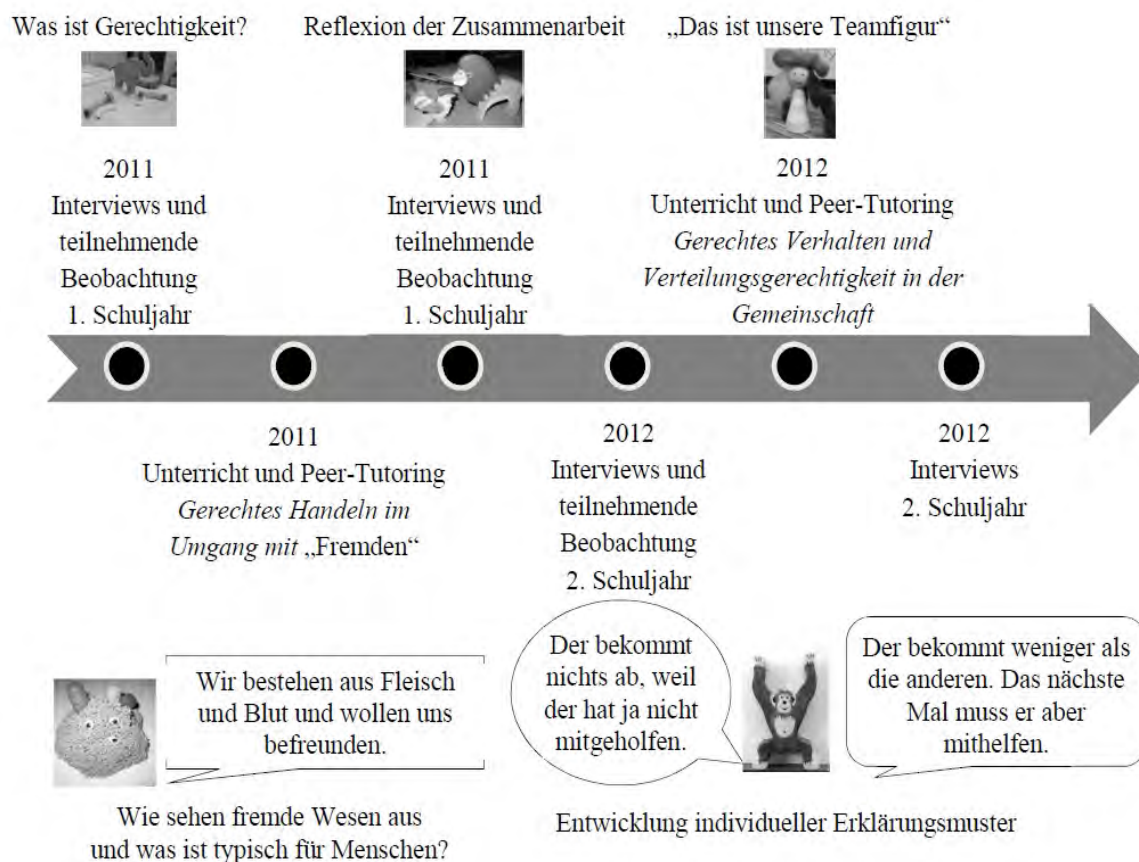 Was ist Gerechtigkeit?
Reflexion der Zusammenarbeit
„Das ist unsere Teamfigur“
2011
Interviews und
teilnehmende
Beobachtung
1. Schuljahr
2011
Interviews und
teilnehmende
Beobachtung
1. Schuljahr
2012
Unterricht und Peer-Tutoring
Gerechtes Verhalten und
Verteilungsgerechtigkeit in der
Gemeinschaft
2011
Unterricht und Peer-Tutoring
Gerechtes Handeln im
Umgang mit „Fremden“
2012
Interviews und
teilnehmende
Beobachtung
2. Schuljahr
2012
Interviews
2. Schuljahr
Wir bestehen aus Fleisch
und Blut und wollen uns
befreunden.
Wie sehen fremde Wesen aus
und was ist typisch für Menschen?
Der bekommt
nichts ab, weil
der hat ja nicht
mitgeholfen.
Der bekommt weniger als
die anderen. Das nächste
Mal muss er aber
mithelfen.
Entwicklung individueller Erklärungsmuster